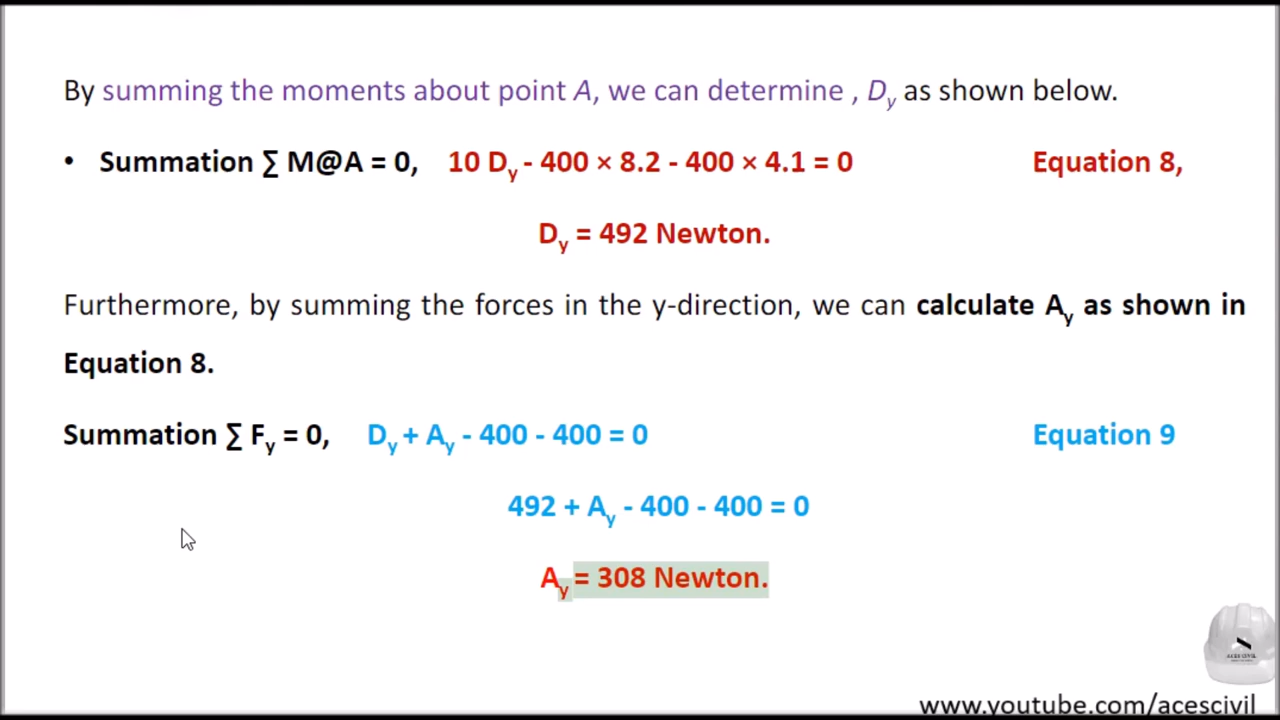 By summing the moments about point A, we can determine , Dy as shown below.
• Summation ∑ M@A = 0, 10 Dy - 400 × 8.2 - 400 × 4.1 = 0 Equation 8,
Dy = 492 Newton.
Furthermore, by summing the forces in the y-direction, we can calculate Ay as shown in
Equation 8.
Summation ∑ Fy = 0, Dy + Ay - 400 - 400 = 0 Equation 9
492 + Ay - 400 - 400 = 0
Ay = 308 Newton.
ACES CIVIL
www.youtube.com/acescivil